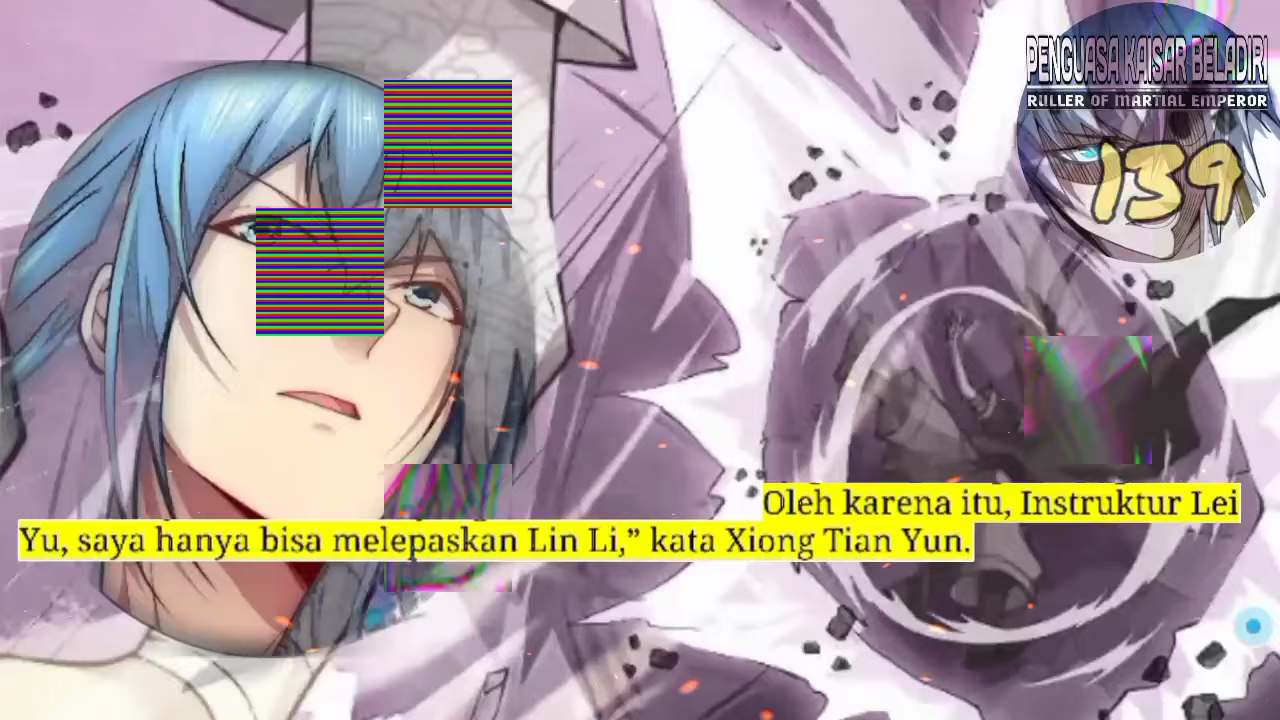 PENGUASA KAISAR BELADIRI
RULLER OF MARTIAL EMPEROR
139
Oleh karena itu, Instruktur Lei
Yu, saya hanya bisa melepaskan Lin Li,” kata Xiong Tian Yun.